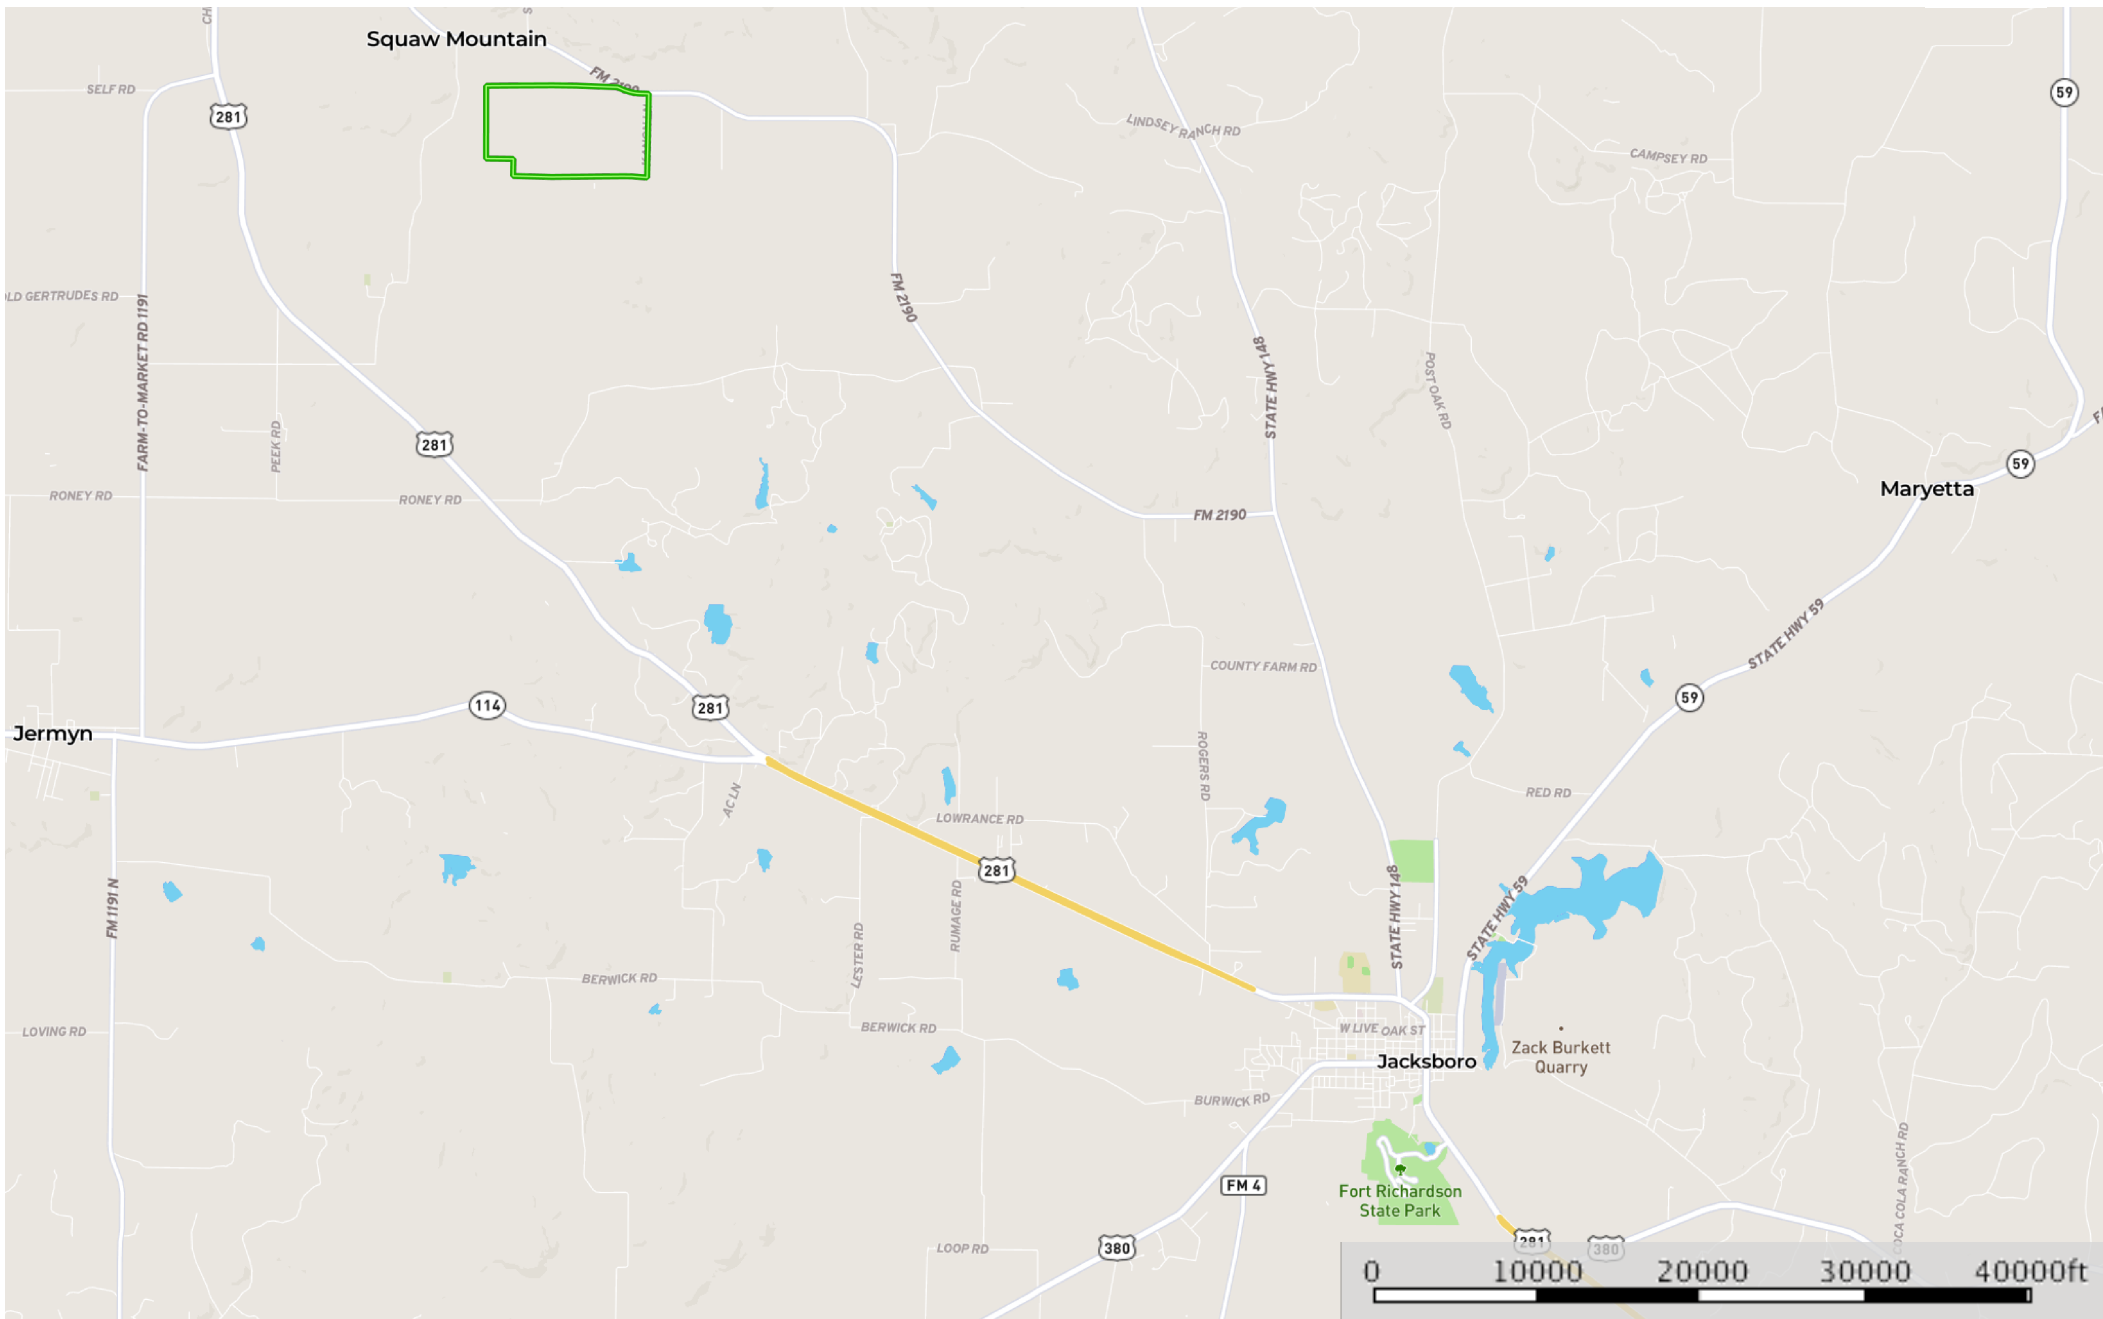 Squaw Mountain
FM 2190
SELF RD
281
59
LINDSEY RANCH RD
CAMPSEY RD
OLD GERTRUDES RD
FARM-TO-MARKET RD 1191
FM 2190
STATE HWY 148
POST OAK RD
PEEK RD
281
59
Maryetta
RONEY RD
RONEY RD
FM 2190
STATE HWY 59
COUNTY FARM RD
59
114
281
Jermyn
ROGERS RD
AC LN
RED RD
LOWRANCE RD
281
STATE HWY 148
STATE HWY 59
FM 1191 N
RUMAGE RD
LESTER RD
BERWICK RD
LOVING RD
BERWICK RD
W LIVE OAK ST
Jacksboro
Zack Burkett
Quarry
BURWICK RD
FM 4
Fort Richardson
State Park
COCA COLA RANCH RD
LOOP RD
380
281
380
0 10000 20000 30000 40000ft